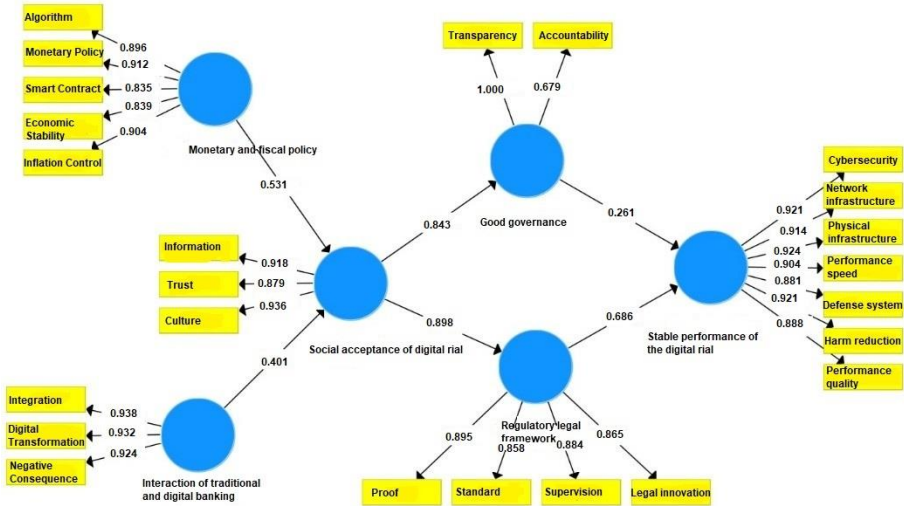 Algorithm
0.896
Monetary Policy
0.912
Smart Contract
0.835
Economic
Stability
0.839
Inflation Control
0.904
Monetary and fiscal policy
0.531
Transparency
Accountability
1.000
0.679
Good governance
0.843
0.261
Information
0.918
Trust
0.879
Culture
0.936
Social acceptance of digital rial
0.401
0.898
0.686
Cybersecurity
0.921
Network
infrastructure
0.914
Physical
infrastructure
0.924
Performance
speed
0.904
0.881
Defense system
0.921
Harm reduction
0.888
Performance
quality
Stable performance of
the digital rial
Integration
0.938
Digital
Transformation
0.932
Negative
Consequence
0.924
Interaction of traditional
and digital banking
Regulatory legal
framework
0.895
0.858
0.884
0.865
Proof
Standard
Supervision
Legal innovation